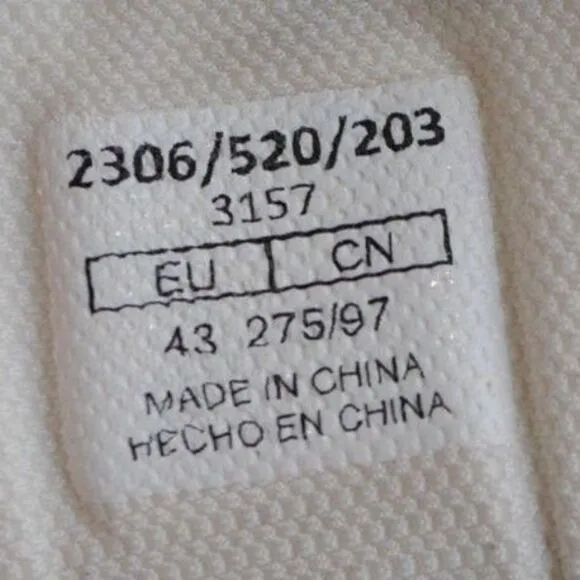 2306/520/203
3157
EU CN
43 275/97
MADE IN CHINA
HECHO EN CHINA